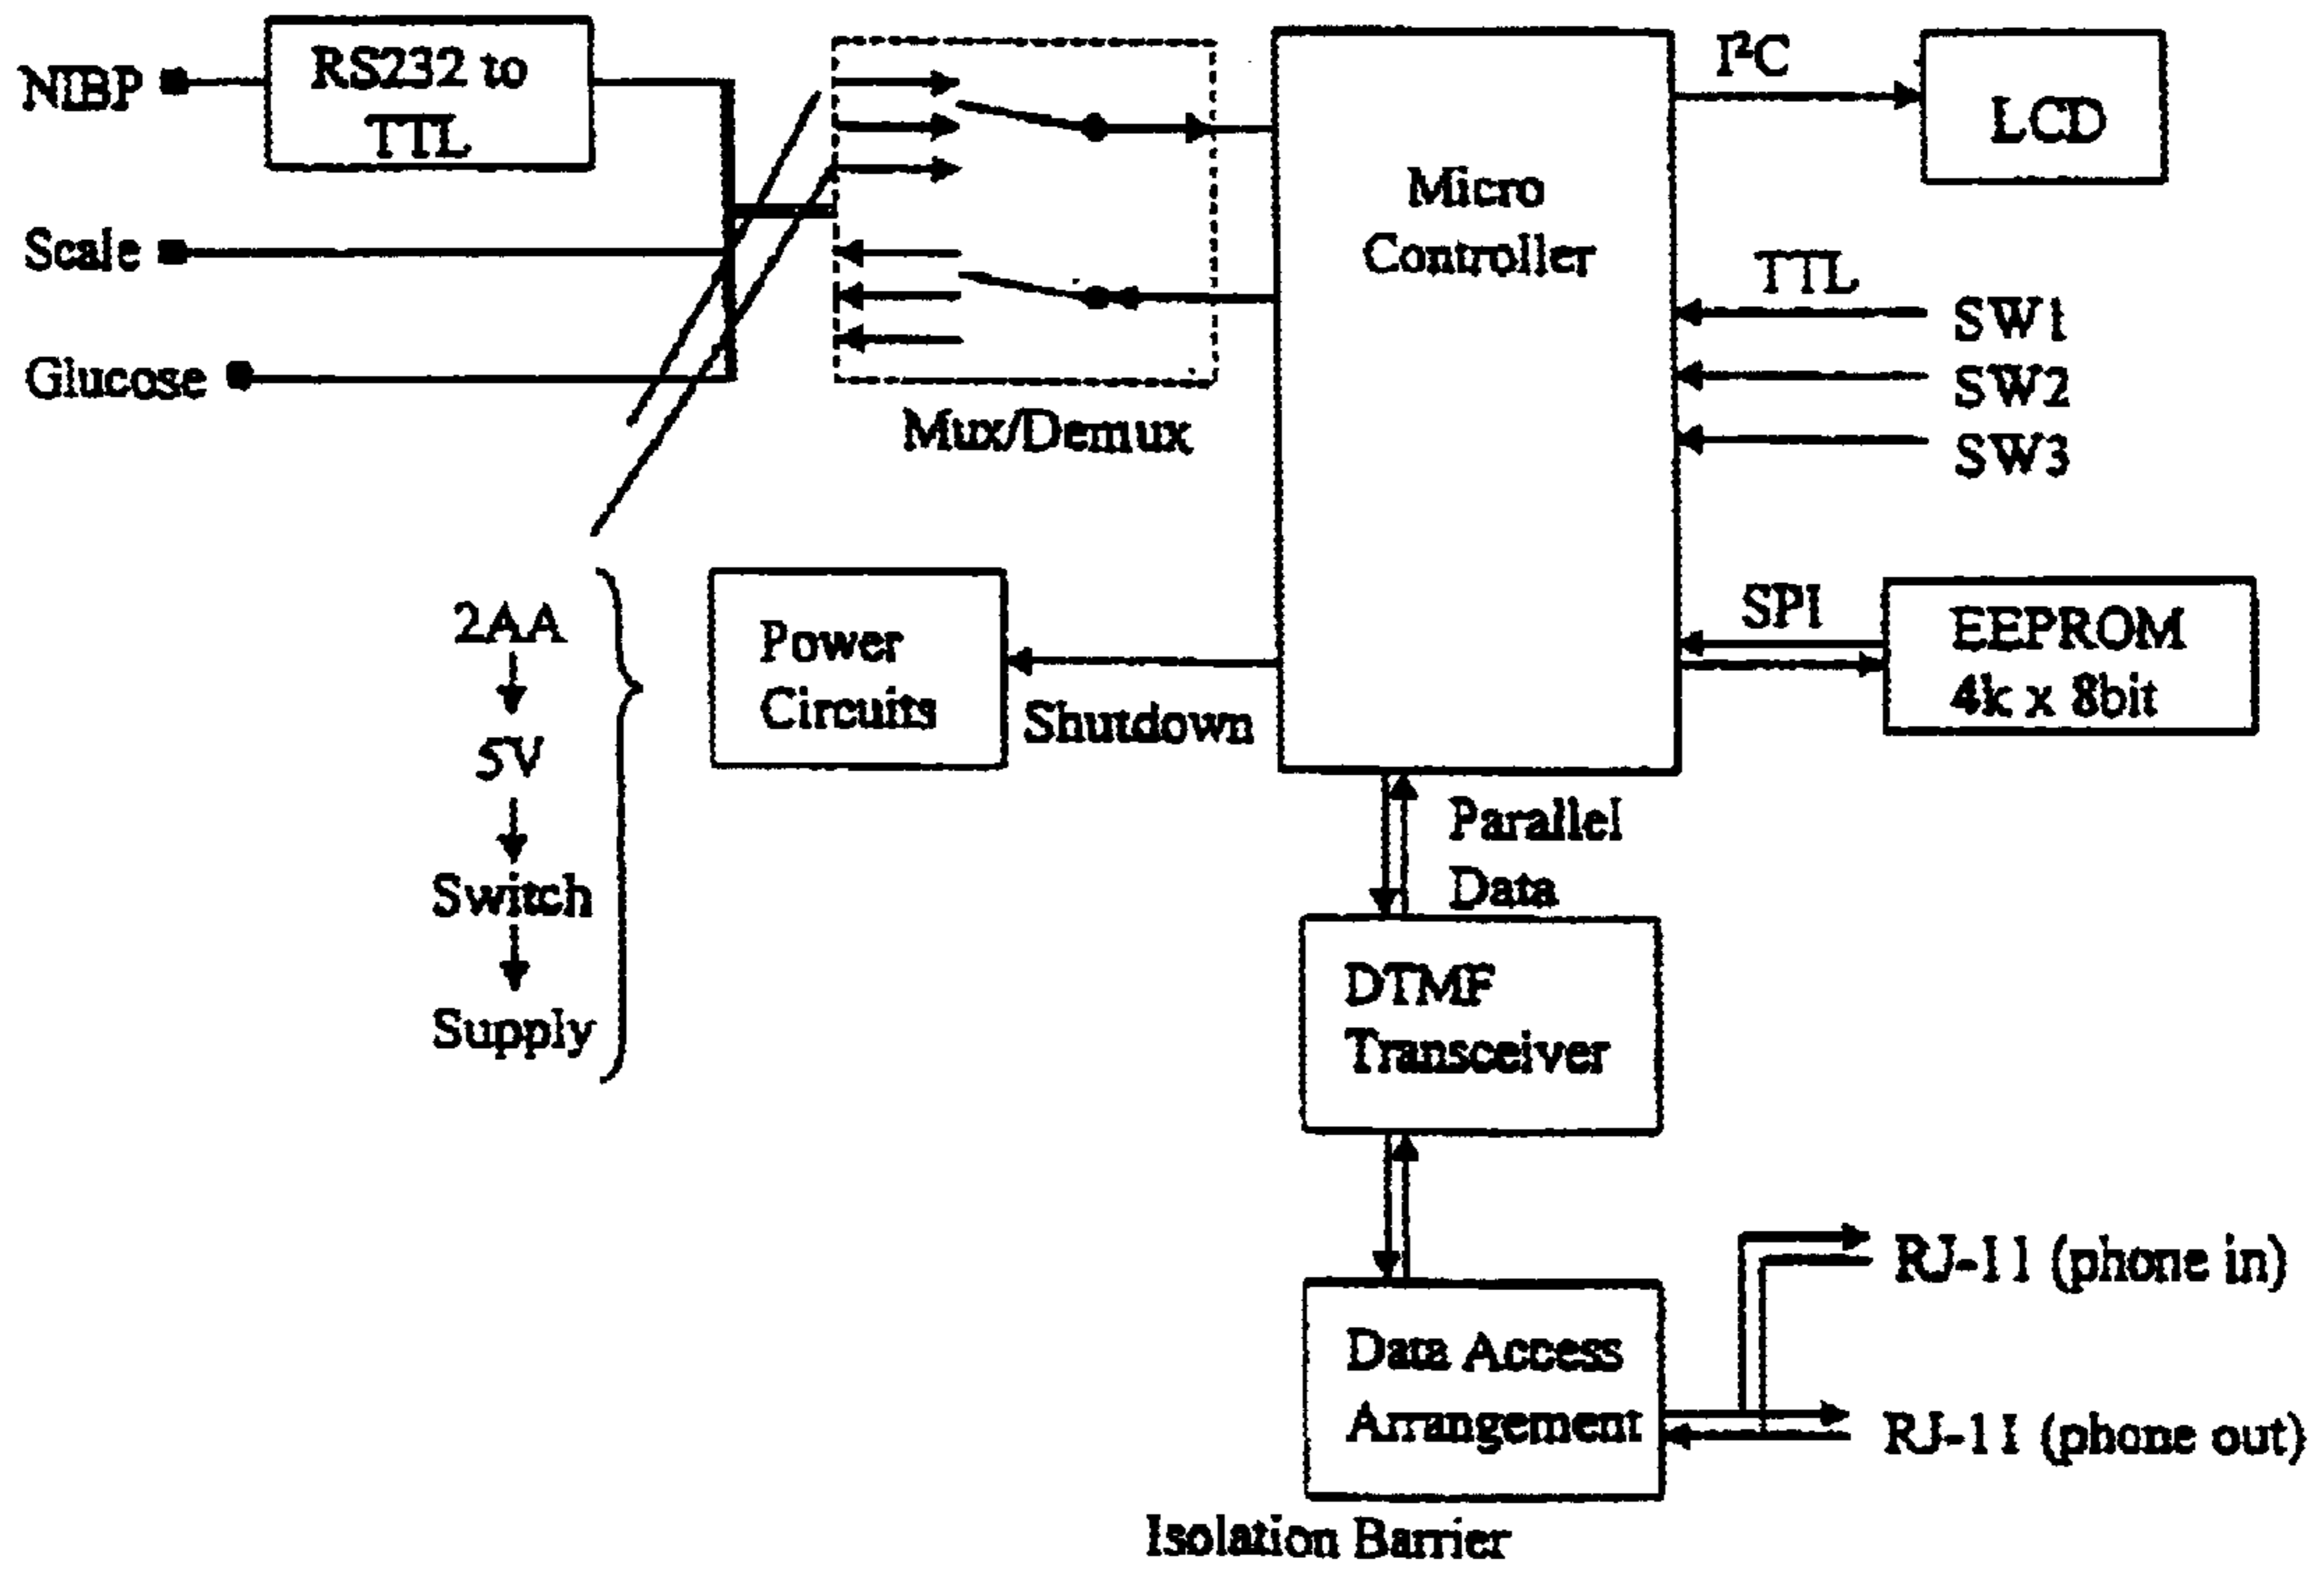 NIBP
RS232 to
TTL
Scale
Glucose
Mux/Demux
Micro
Controller
I²C
LCD
TTL
SW1
SW2
SW3
2AA
5V
Switch
Supply
Power
Circuits
Shutdown
SPI
EEPROM
4k x 8bit
Parallel
Data
DTMF
Transceiver
Data Access
Arrangement
RJ-11 (phone in)
RJ-11 (phone out)
Isolation Barrier